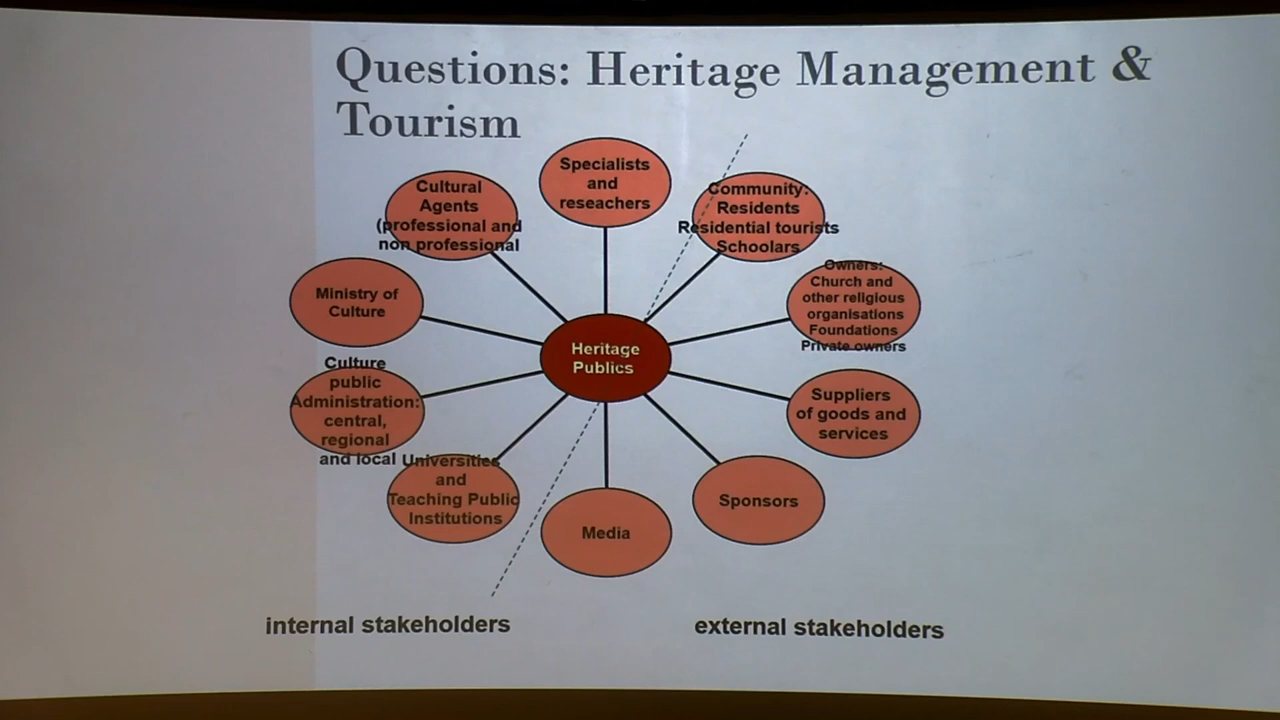 Questions: Heritage Management &
Tourism
Specialists
and
reseachers
Cultural
Agents
(professional and
non professional
Community:
Residents
Residential tourists
Schoolars
Ministry of
Culture
Owners:
Church and
other religious
organisations
Foundations
Private owners
Heritage
Publics
Culture
public
Administration:
central,
regional
and local
Suppliers
of goods and
services
Universities
and
Teaching Public
Institutions
Sponsors
Media
internal stakeholders
external stakeholders